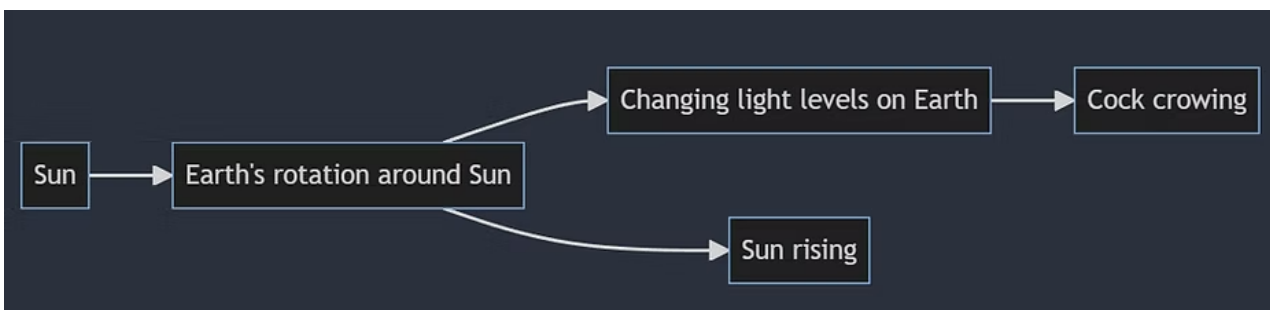 Sun
Earth's rotation around Sun
Changing light levels on Earth
Cock crowing
Sun rising